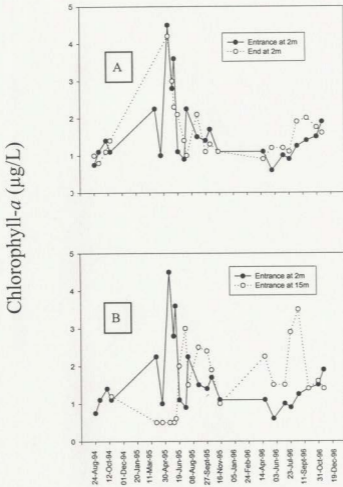 Chlorophyll-a (µg/L)
5
4
3
2
1
0
A
Entrance at 2m
End at 2m
5
4
3
2
1
0
B
Entrance at 2m
Entrance at 15m
24-Aug-94
12-Oct-94
01-Dec-94
20-Jan-95
11-Mar-95
30-Apr-95
19-Jun-95
08-Aug-95
27-Sept-95
16-Nov-95
05-Jan-96
24-Feb-96
14-Apr-96
03-Jun-96
23-Jul-96
11-Sept-96
31-Oct-96
19-Dec-96